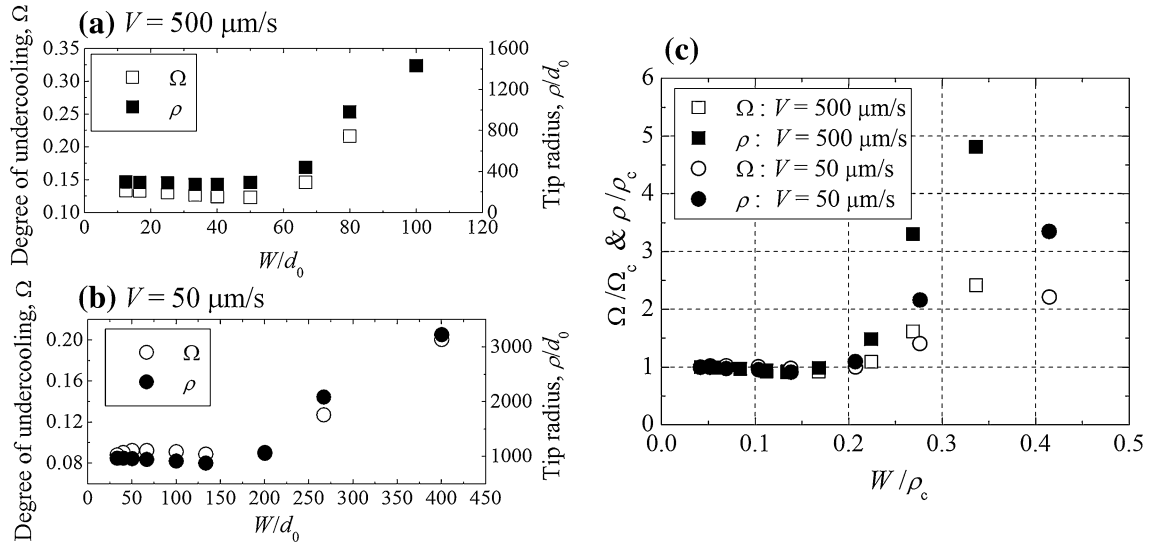 (a) V = 500 μm/s
Degree of undercooling, Ω
0.35
0.30
0.25
0.20
0.15
0.10
Ω
ρ
1600
1200
800
400
0
Tip radius, ρ/d0
0 20 40 60 80 100 120
W/d0
(b) V = 50 μm/s
Degree of undercooling, Ω
0.20
0.16
0.12
0.08
Ω
ρ
3000
2000
1000
Tip radius, ρ/d0
0 50 100 150 200 250 300 350 400 450
W/d0
(c)
Ω/Ωc & ρ/ρc
6
5
4
3
2
1
0
Ω : V = 500 μm/s
ρ : V = 500 μm/s
Ω : V = 50 μm/s
ρ : V = 50 μm/s
0.0 0.1 0.2 0.3 0.4 0.5
W/ρc